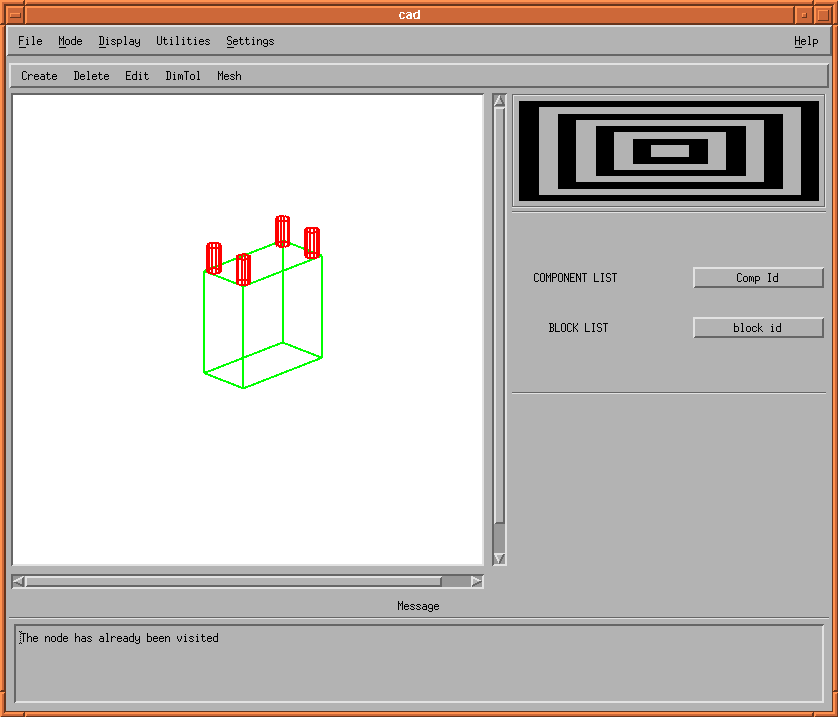 cad
File Mode Display Utilities Settings Help
Create Delete Edit DimTol Mesh
COMPONENT LIST Comp Id
BLOCK LIST block id
Message
The node has already been visited